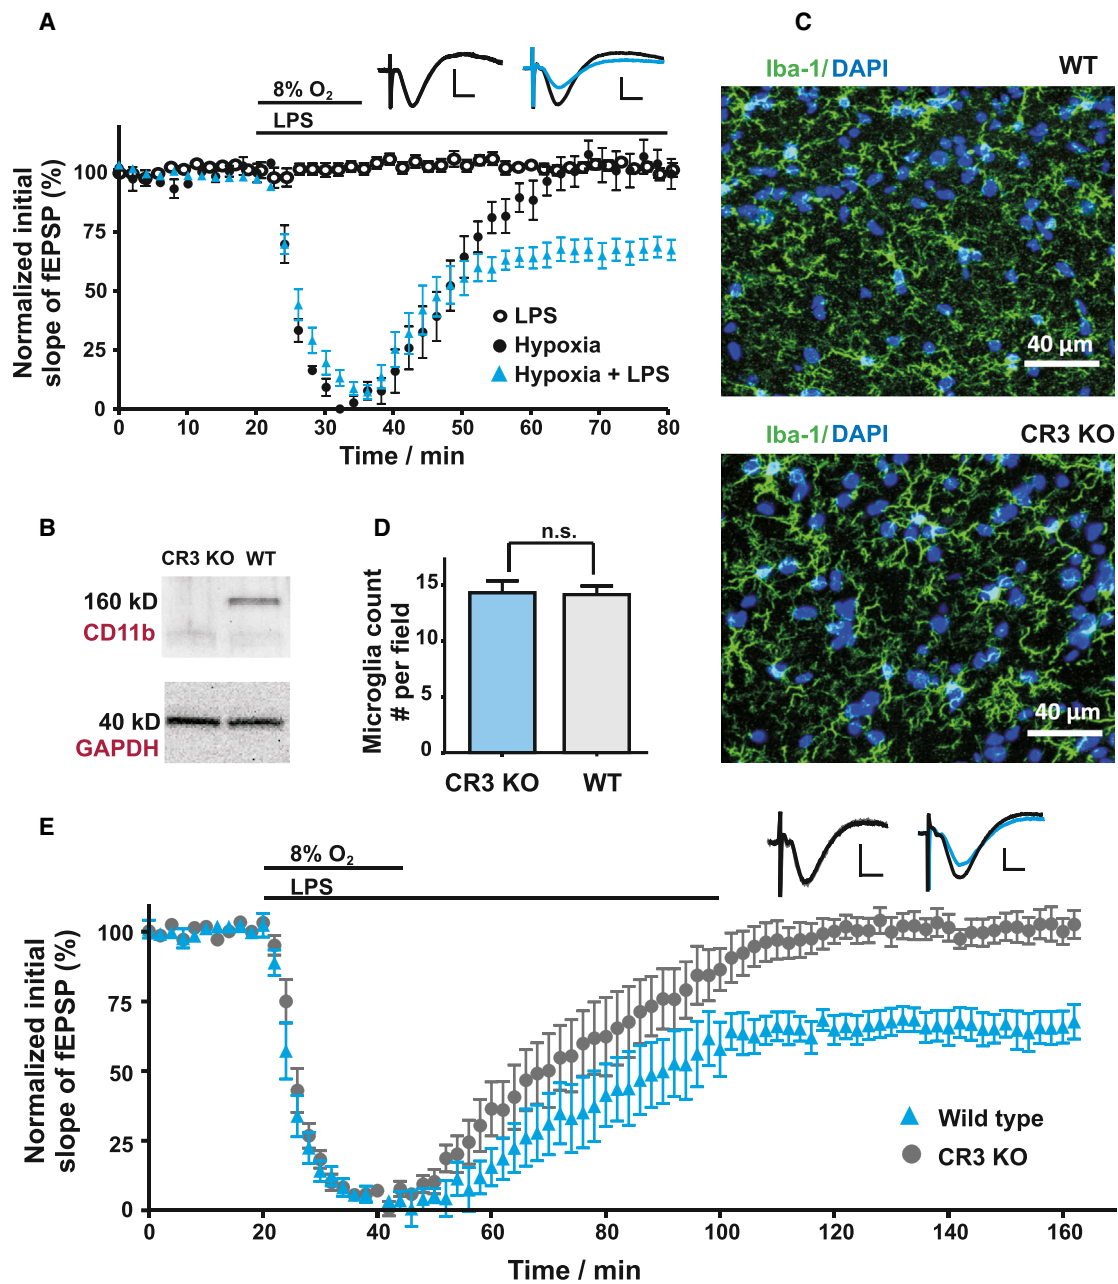 A
8% O2
LPS
Normalized initial
slope of fEPSP (%)
100
75
50
25
0
LPS
Hypoxia
Hypoxia + LPS
0 10 20 30 40 50 60 70 80
Time / min
C
Iba-1/ DAPI WT
40 µm
Iba-1/ DAPI CR3 KO
40 µm
B
CR3 KO WT
160 kD
CD11b
40 kD
GAPDH
D
n.s.
Microglia count
# per field
15
10
5
0
CR3 KO WT
E
8% O2
LPS
Normalized initial
slope of fEPSP (%)
100
75
50
25
0
Wild type
CR3 KO
0 20 40 60 80 100 120 140 160
Time / min